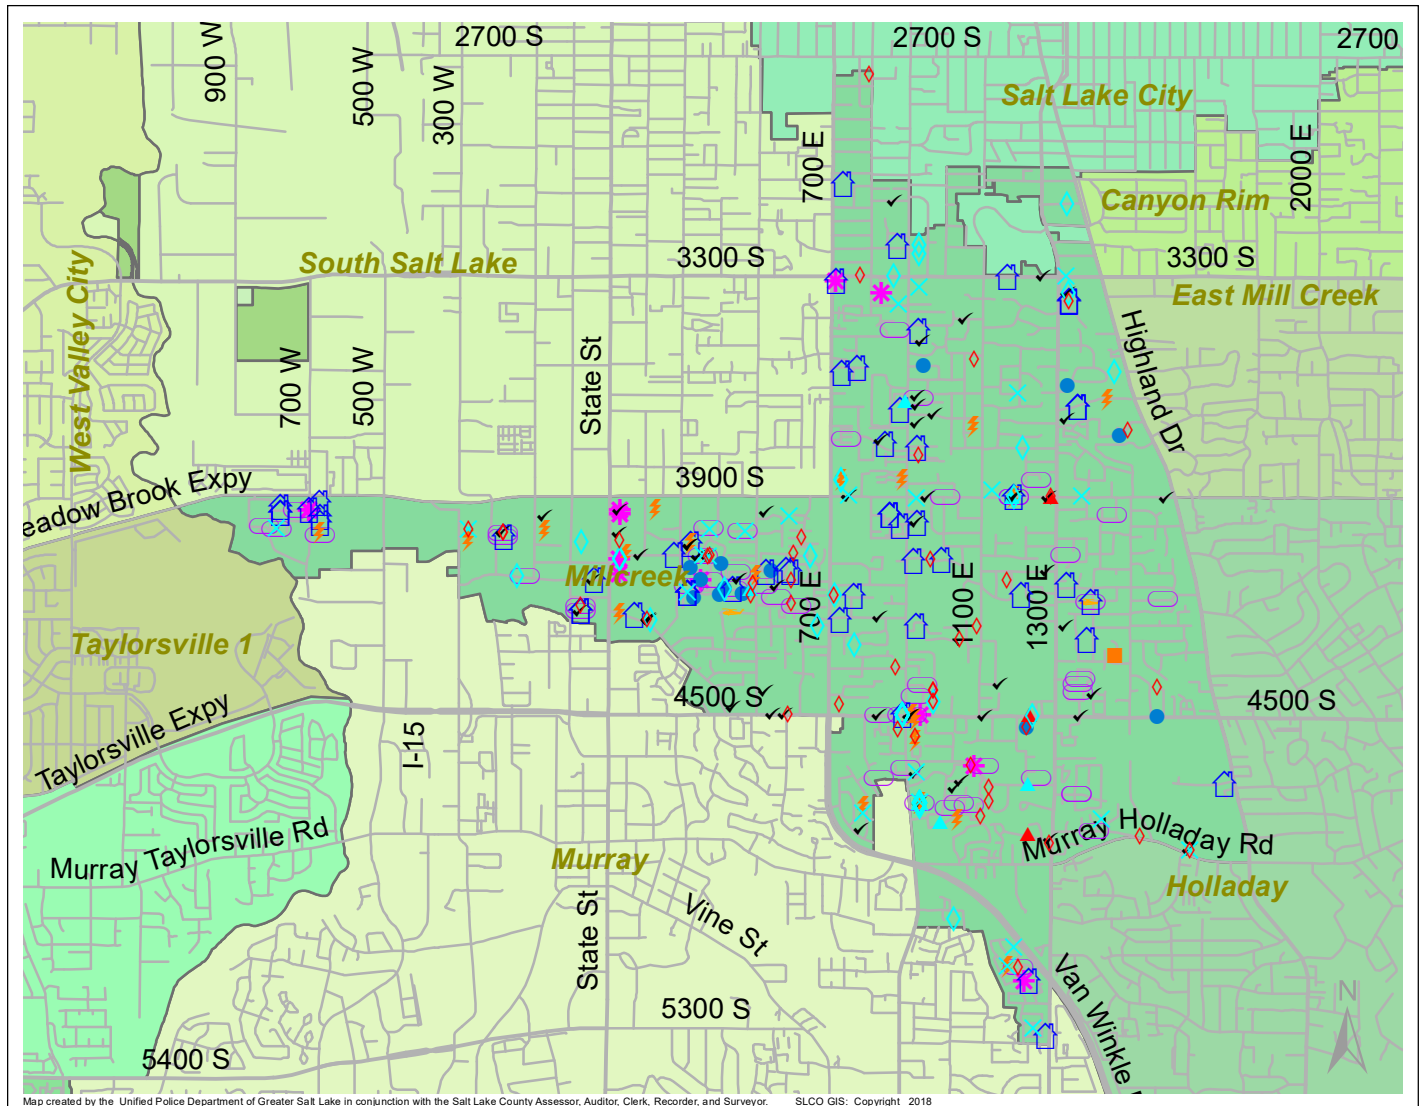 2700 S
2700 S
2700
900 W
500 W
300 W
Salt Lake City
700 E
2000 E
Canyon Rim
South Salt Lake
3300 S
3300 S
East Mill Creek
West Valley City
Highland Dr
700 W
500 W
State St
3900 S
eadow Brook Expy
Millcreek
700 E
1100 E
1300 E
Taylorsville 1
4500 S
4500 S
Taylorsville Expy
I-15
Murray Taylorsville Rd
Murray Holladay Rd
Murray
Holladay
State St
Vine St
Van Winkle
5300 S
5400 S
N
Map created by the Unified Police Department of Greater Salt Lake in conjunction with the Salt Lake County Assessor, Auditor, Clerk, Recorder, and Surveyor. SLCO GIS: Copyright 2018